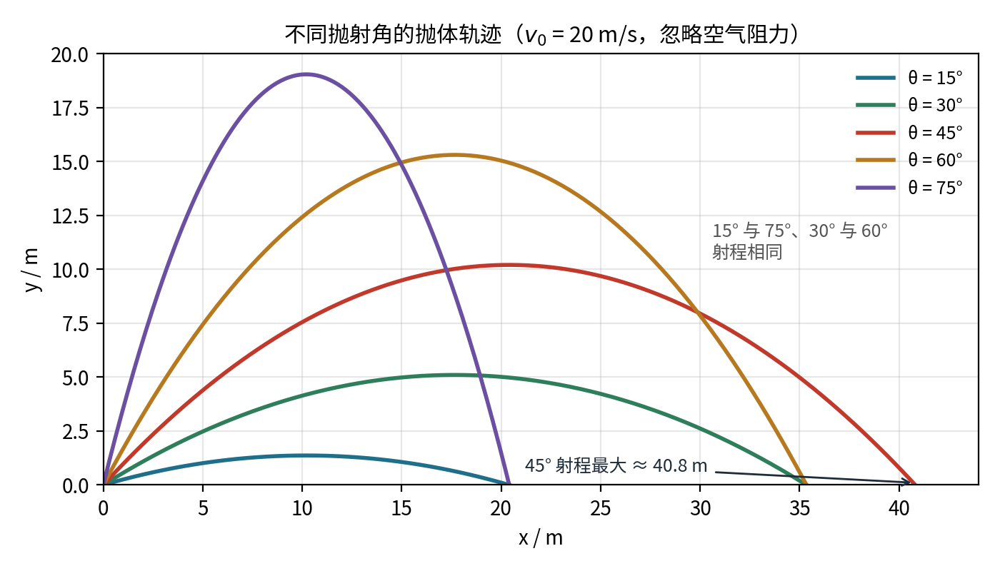 不同抛射角的抛体轨迹（v₀ = 20 m/s，忽略空气阻力）
y / m
20.0
17.5
15.0
12.5
10.0
7.5
5.0
2.5
0.0
θ = 15°
θ = 30°
θ = 45°
θ = 60°
θ = 75°
15° 与 75°、30° 与 60°
射程相同
45° 射程最大 ≈ 40.8 m
0 5 10 15 20 25 30 35 40
x / m